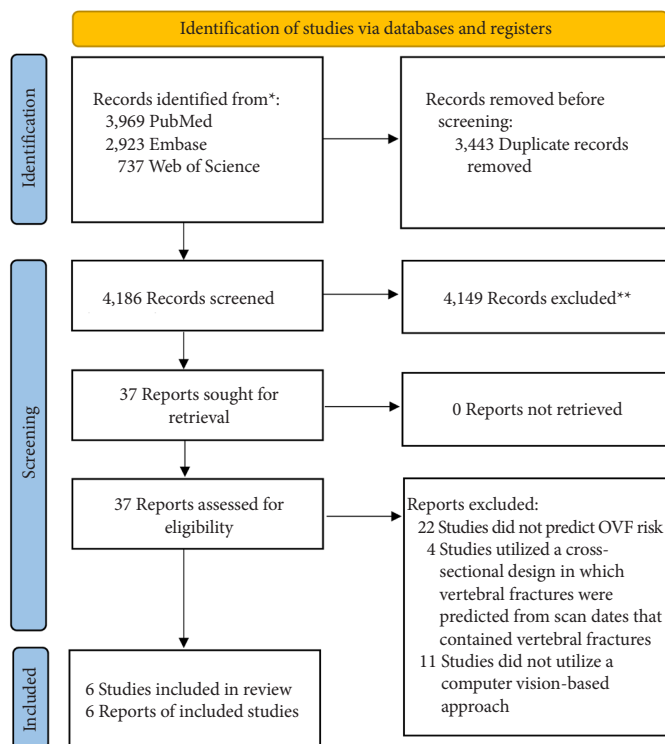 Identification of studies via databases and registers
Identification
Records identified from*:
3,969 PubMed
2,923 Embase
737 Web of Science
Records removed before
screening:
3,443 Duplicate records
removed
Screening
4,186 Records screened
4,149 Records excluded**
37 Reports sought for
retrieval
0 Reports not retrieved
37 Reports assessed for
eligibility
Reports excluded:
22 Studies did not predict OVF risk
4 Studies utilized a cross-
sectional design in which
vertebral fractures were
predicted from scan dates that
contained vertebral fractures
11 Studies did not utilize a
computer vision-based
approach
Included
6 Studies included in review
6 Reports of included studies